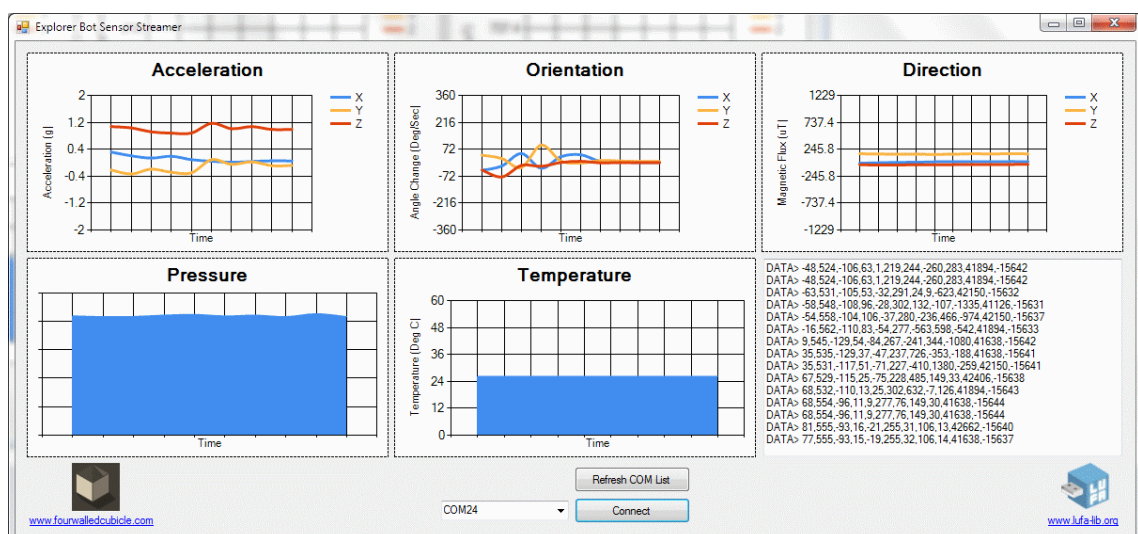 Explorer Bot Sensor Streamer
Acceleration
Acceleration [g]
2
1.2
0.4
-0.4
-1.2
-2
Time
X
Y
Z
Orientation
Angle Change [Deg/Sec]
360
216
72
-72
-216
-360
Time
X
Y
Z
Direction
Magnetic Flux [uT]
1229
737.4
245.8
-245.8
-737.4
-1229
Time
X
Y
Z
Pressure
Time
Temperature
Temperature [Deg C]
60
48
36
24
12
0
Time
DATA> -48,524,-106,63,1,219,244,-260,283,41894,-15642
DATA> -48,524,-106,63,1,219,244,-260,283,41894,-15642
DATA> -63,531,-105,53,-32,291,24,9,-623,42150,-15632
DATA> -58,548,-108,96,-28,302,132,-107,-1335,41126,-15631
DATA> -54,558,-104,106,-37,280,-236,466,-974,42150,-15637
DATA> -16,562,-110,83,-54,277,-563,598,-542,41894,-15633
DATA> 9,545,-129,54,-84,267,-241,344,-1080,41638,-15642
DATA> 35,535,-129,37,-47,237,726,-353,-188,41638,-15641
DATA> 35,531,-117,51,-71,227,-410,1380,-259,42150,-15641
DATA> 67,529,-115,25,-75,228,485,149,33,42406,-15638
DATA> 68,532,-110,13,25,302,632,-7,126,41894,-15643
DATA> 68,554,-96,11,9,277,76,149,30,41638,-15644
DATA> 68,554,-96,11,9,277,76,149,30,41638,-15644
DATA> 81,555,-93,16,-21,255,31,106,13,42662,-15640
DATA> 77,555,-93,15,-19,255,32,106,14,41638,-15637
www.fourwalledcubicle.com
Refresh COM List
COM24
Connect
LUFA
www.lufa-lib.org